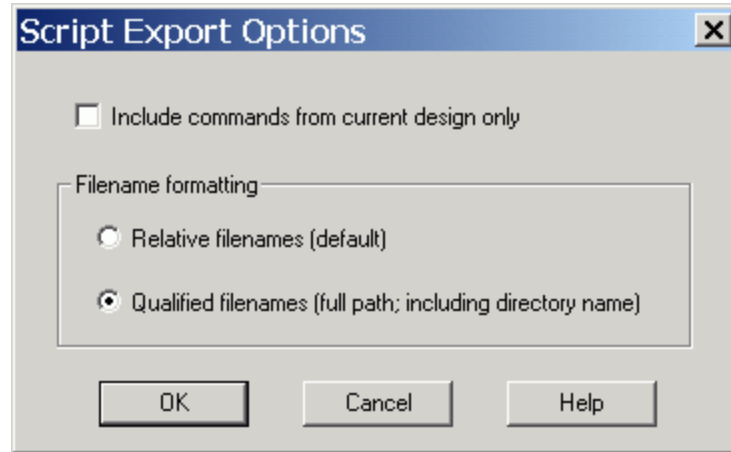 Script Export Options
Include commands from current design only
Filename formatting
Relative filenames (default)
Qualified filenames (full path; including directory name)
OK Cancel Help